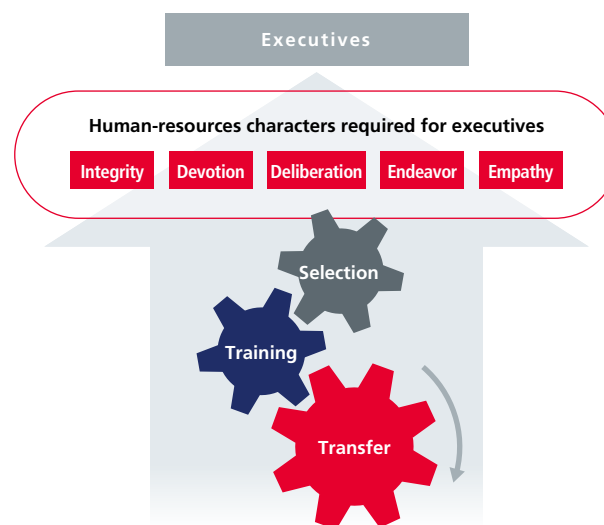 Executives
Human-resources characters required for executives
Integrity Devotion Deliberation Endeavor Empathy
Selection
Training
Transfer